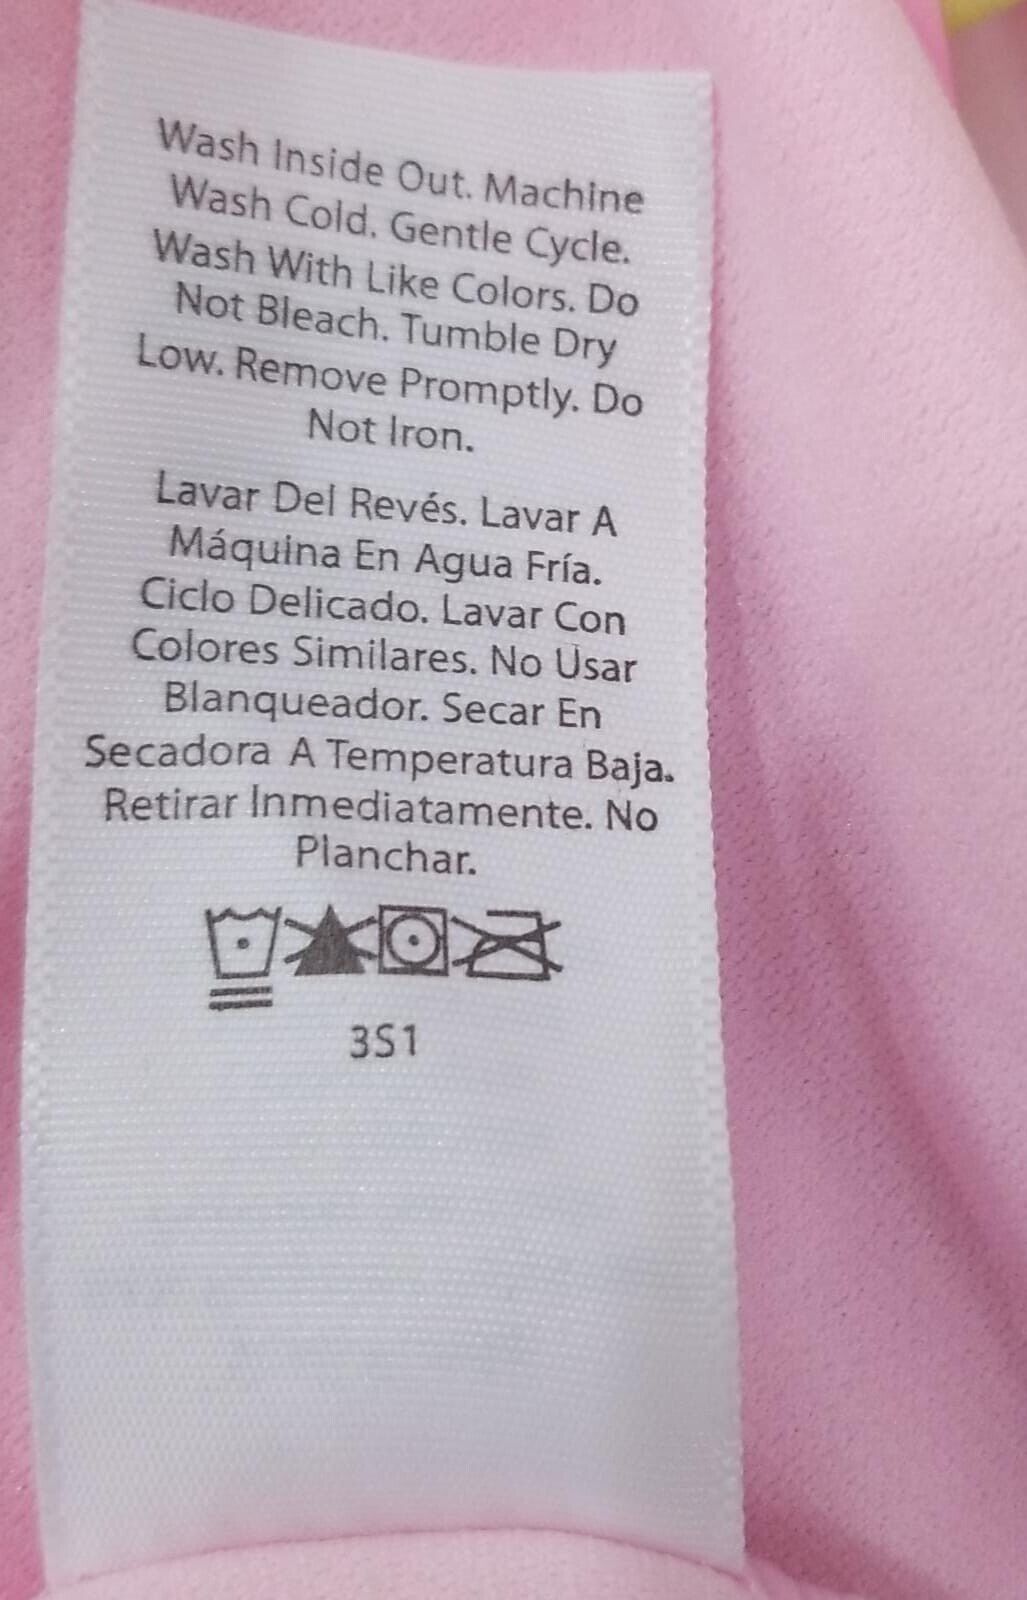 Wash Inside Out. Machine
Wash Cold. Gentle Cycle.
Wash With Like Colors. Do
Not Bleach. Tumble Dry
Low. Remove Promptly. Do
Not Iron.
Lavar Del Revés. Lavar A
Máquina En Agua Fría.
Ciclo Delicado. Lavar Con
Colores Similares. No Usar
Blanqueador. Secar En
Secadora A Temperatura Baja.
Retirar Inmediatamente. No
Planchar.
3S1